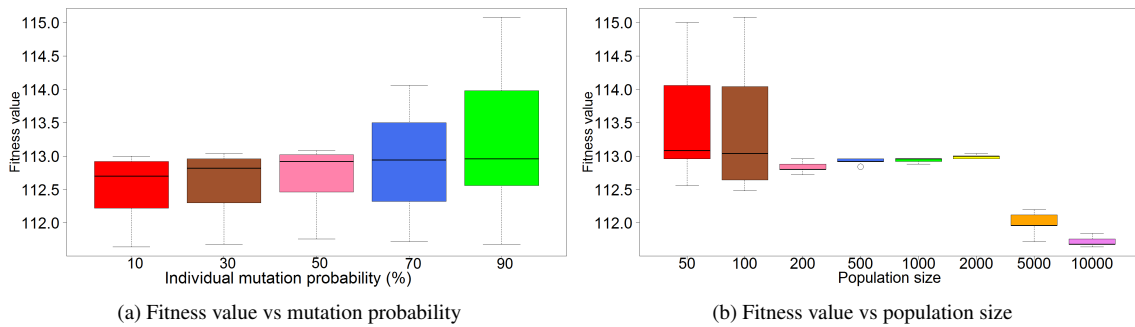 115.0
114.5
114.0
113.5
113.0
112.5
112.0
Fitness value
10 30 50 70 90
Individual mutation probability (%)
(a) Fitness value vs mutation probability
115.0
114.5
114.0
113.5
113.0
112.5
112.0
Fitness value
50 100 200 500 1000 2000 5000 10000
Population size
(b) Fitness value vs population size